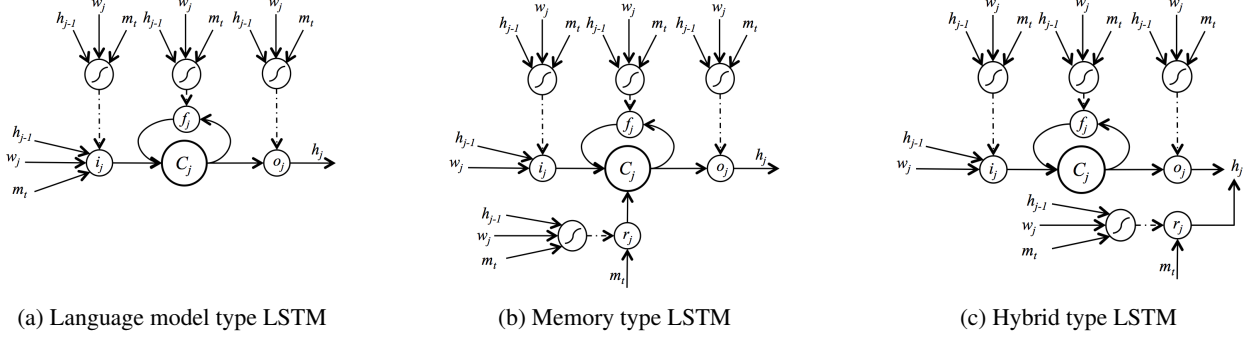 w_j w_j w_j
h_{j-1} m_t h_{j-1} m_t h_{j-1} m_t
f_j
h_{j-1}
w_j i_j C_j o_j h_j
m_t
(a) Language model type LSTM
w_j w_j w_j
h_{j-1} m_t h_{j-1} m_t h_{j-1} m_t
f_j
h_{j-1}
w_j i_j C_j o_j h_j
h_{j-1}
w_j r_j
m_t
m_t
(b) Memory type LSTM
w_j w_j w_j
h_{j-1} m_t h_{j-1} m_t h_{j-1} m_t
f_j
h_{j-1}
w_j i_j C_j o_j h_j
h_{j-1}
w_j r_j
m_t
m_t
(c) Hybrid type LSTM